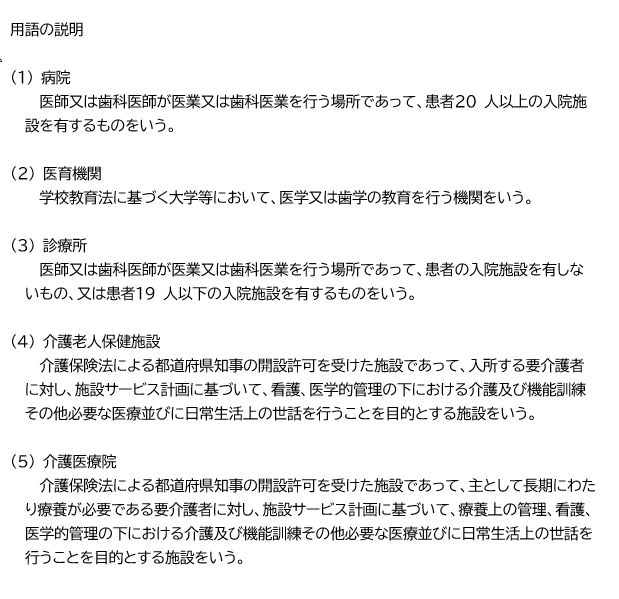 用語の説明
（1） 病院
医師又は歯科医師が医業又は歯科医業を行う場所であって、患者20 人以上の入院施
設を有するものをいう。
（2） 医育機関
学校教育法に基づく大学等において、医学又は歯学の教育を行う機関をいう。
（3） 診療所
医師又は歯科医師が医業又は歯科医業を行う場所であって、患者の入院施設を有しな
いもの、又は患者19 人以下の入院施設を有するものをいう。
（4） 介護老人保健施設
介護保険法による都道府県知事の開設許可を受けた施設であって、入所する要介護者
に対し、施設サービス計画に基づいて、看護、医学的管理の下における介護及び機能訓練
その他必要な医療並びに日常生活上の世話を行うことを目的とする施設をいう。
（5） 介護医療院
介護保険法による都道府県知事の開設許可を受けた施設であって、主として長期にわた
り療養が必要である要介護者に対し、施設サービス計画に基づいて、療養上の管理、看護、
医学的管理の下における介護及び機能訓練その他必要な医療並びに日常生活上の世話を
行うことを目的とする施設をいう。